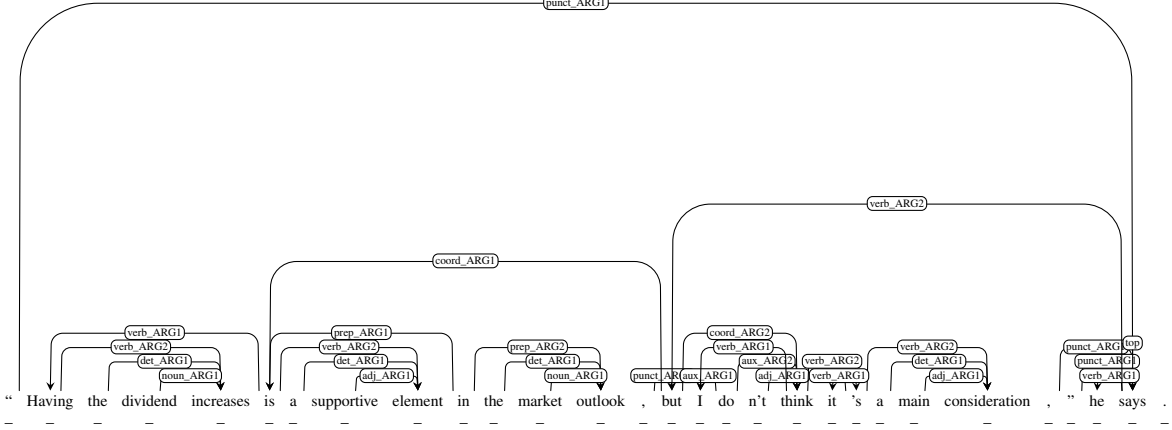 punct_ARG1
verb_ARG2
coord_ARG1
verb_ARG1 prep_ARG1 coord_ARG2
verb_ARG2 verb_ARG2 prep_ARG2 verb_ARG1 verb_ARG2 punct_ARG top
det_ARG1 det_ARG1 det_ARG1 aux_ARG2 verb_ARG2 det_ARG1 punct_ARG1
noun_ARG1 adj_ARG1 noun_ARG1 punct_AR aux_ARG1 adj_ARG1 verb_ARG1 adj_ARG1 verb_ARG1
“ Having the dividend increases is a supportive element in the market outlook , but I do n’t think it ’s a main consideration , ” he says .
_ _ _ _ _ _ _ _ _ _ _ _ _ _ _ _ _ _ _ _ _ _ _ _ _ _ _ _ _